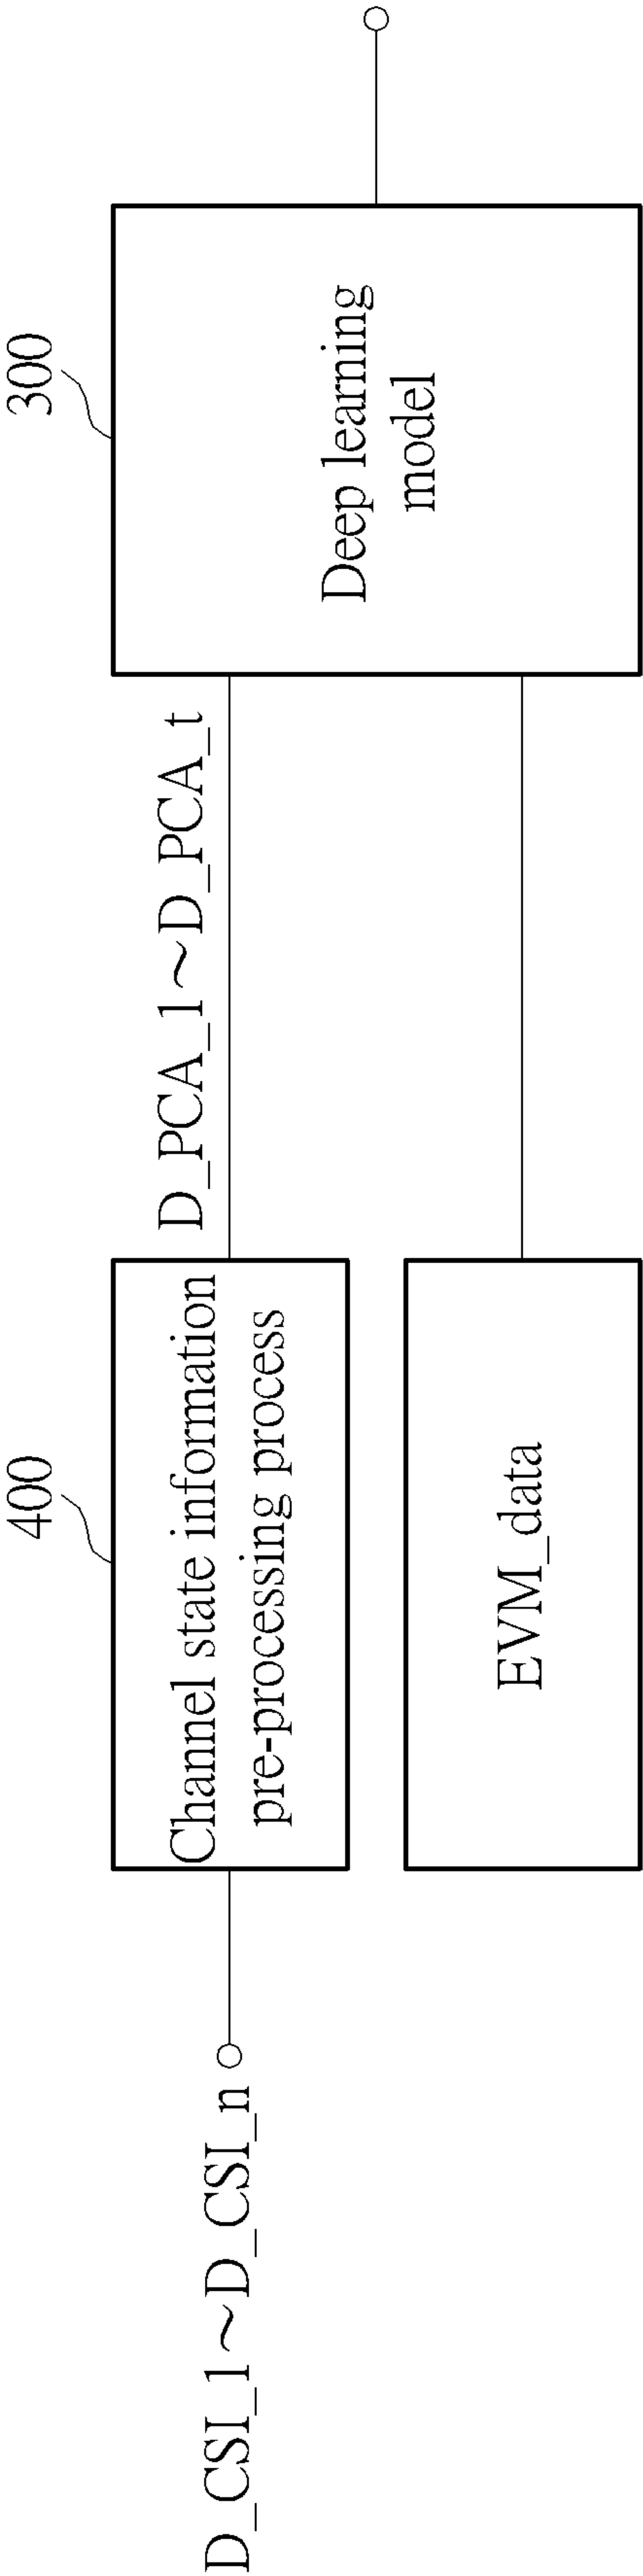 400
300
D_CSI_1~D_CSI_n
Channel state information
pre-processing process
D_PCA_1~D_PCA_t
Deep learning
model
EVM_data